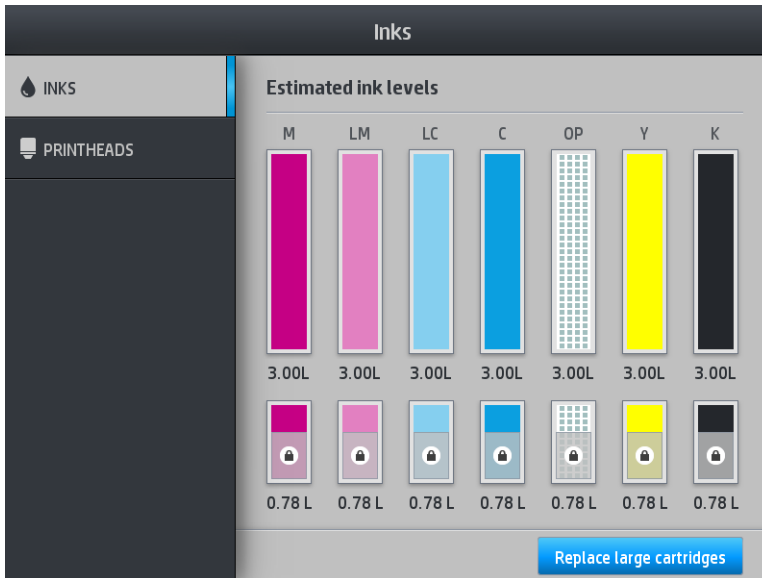 Inks
INKS
PRINTHEADS
Estimated ink levels
M LM LC C OP Y K
3.00L 3.00L 3.00L 3.00L 3.00L 3.00L 3.00L
0.78 L 0.78 L 0.78 L 0.78 L 0.78 L 0.78 L 0.78 L
Replace large cartridges